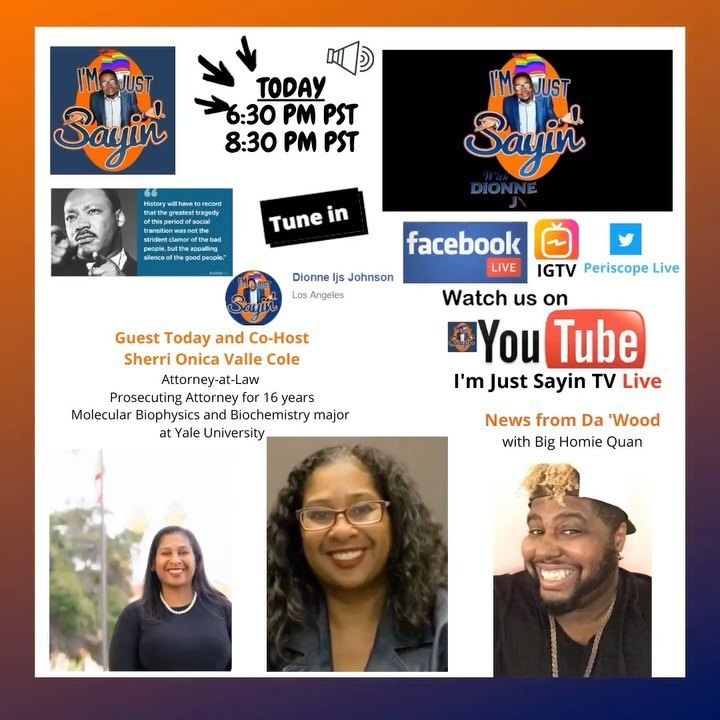 I'M JUST
Sayin'
TODAY
6:30 PM PST
8:30 PM PST
I'M JUST
Sayin'
With
DIONNE
J
History will have to record
that the greatest tragedy
of this period of social
transition was not the
strident clamor of the bad
people, but the appalling
silence of the good people."
Tune in
facebook
LIVE
IGTV
Periscope Live
I'M JUST
Sayin'
Dionne Ijs Johnson
Los Angeles
Watch us on
YouTube
I'm Just Sayin TV Live
Guest Today and Co-Host
Sherri Onica Valle Cole
Attorney-at-Law
Prosecuting Attorney for 16 years
Molecular Biophysics and Biochemistry major
at Yale University
News from Da 'Wood
with Big Homie Quan